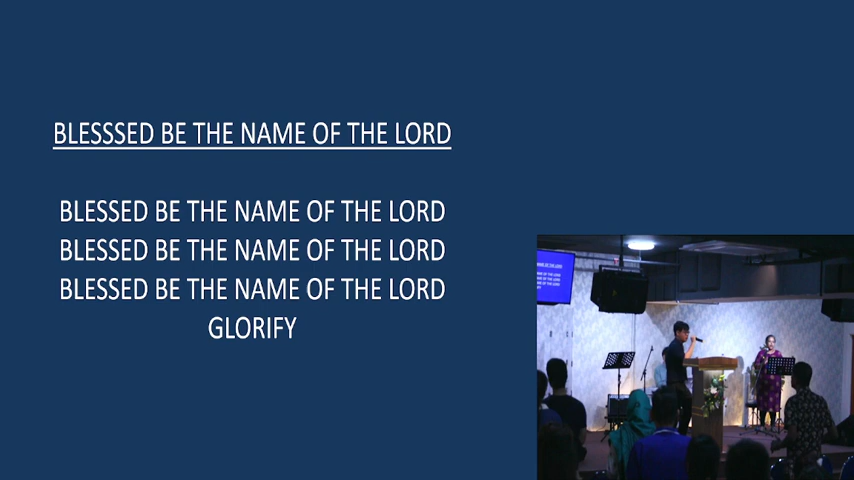 BLESSSED BE THE NAME OF THE LORD
BLESSED BE THE NAME OF THE LORD
BLESSED BE THE NAME OF THE LORD
BLESSED BE THE NAME OF THE LORD
GLORIFY